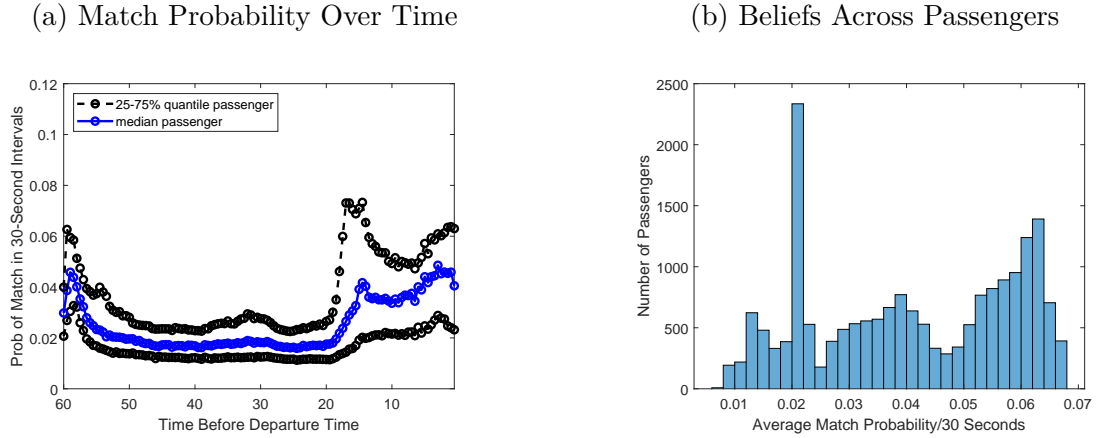 (a) Match Probability Over Time
0.12
0.1
0.08
0.06
0.04
0.02
0
Prob of Match in 30-Second Intervals
25-75% quantile passenger
median passenger
60 50 40 30 20 10
Time Before Departure Time
(b) Beliefs Across Passengers
2500
2000
1500
1000
500
0
Number of Passengers
0.01 0.02 0.03 0.04 0.05 0.06 0.07
Average Match Probability/30 Seconds